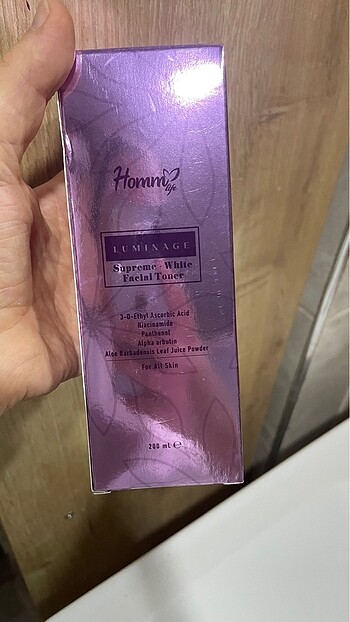 Homm
life
LUMINAGE
Supreme - White
Facial Toner
3-O-Ethyl Ascorbic Acid
Niacinamide
Panthenol
Alpha arbutin
Aloe Barbadensis Leaf Juice Powder
For All Skin
200 mL ℮